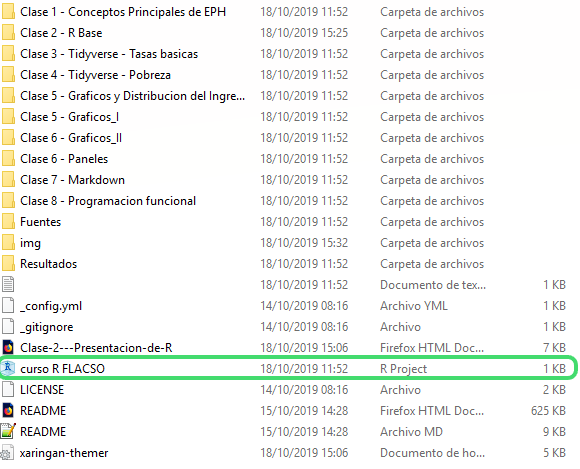 Clase 1 - Conceptos Principales de EPH 18/10/2019 11:52 Carpeta de archivos
Clase 2 - R Base 18/10/2019 15:25 Carpeta de archivos
Clase 3 - Tidyverse - Tasas basicas 18/10/2019 11:52 Carpeta de archivos
Clase 4 - Tidyverse - Pobreza 18/10/2019 11:52 Carpeta de archivos
Clase 5 - Graficos y Distribucion del Ingre... 18/10/2019 11:52 Carpeta de archivos
Clase 5 - Graficos_I 18/10/2019 11:52 Carpeta de archivos
Clase 6 - Graficos_II 18/10/2019 11:52 Carpeta de archivos
Clase 6 - Paneles 18/10/2019 11:52 Carpeta de archivos
Clase 7 - Markdown 18/10/2019 11:52 Carpeta de archivos
Clase 8 - Programacion funcional 18/10/2019 11:52 Carpeta de archivos
Fuentes 18/10/2019 11:52 Carpeta de archivos
img 18/10/2019 15:32 Carpeta de archivos
Resultados 18/10/2019 11:52 Carpeta de archivos
18/10/2019 11:52 Documento de tex... 1 KB
_config.yml 14/10/2019 08:16 Archivo YML 1 KB
_gitignore 14/10/2019 08:16 Archivo 1 KB
Clase-2---Presentacion-de-R 18/10/2019 15:06 Firefox HTML Doc... 7 KB
curso R FLACSO 18/10/2019 11:52 R Project 1 KB
LICENSE 14/10/2019 08:16 Archivo 2 KB
README 15/10/2019 14:28 Firefox HTML Doc... 625 KB
README 15/10/2019 14:28 Archivo MD 9 KB
xaringan-themer 18/10/2019 15:06 Documento de ho... 5 KB